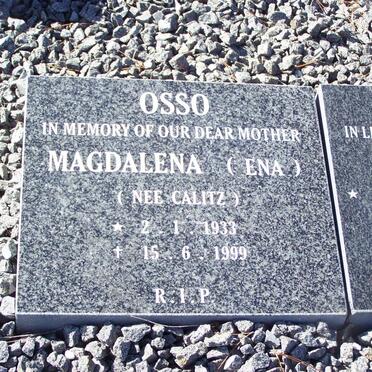 OSSO
IN MEMORY OF OUR DEAR MOTHER
MAGDALENA ( ENA )
( NEE CALITZ )
★ 2 . 1 . 1933
† 15 . 6 . 1999
R . I . P.
IN L
★